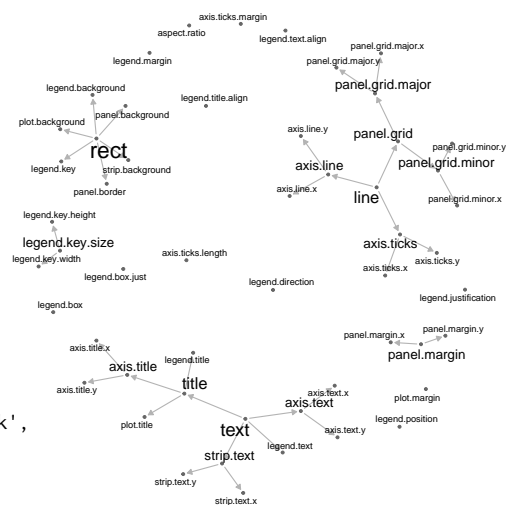 axis.ticks.margin
aspect.ratio
legend.text.align
legend.margin
panel.grid.major.x
panel.grid.major.y
panel.grid.major
legend.background
legend.title.align
panel.background
plot.background
axis.line.y
panel.grid
panel.grid.minor.y
rect
panel.grid.minor
axis.line
legend.key
strip.background
panel.border
axis.line.x
line
panel.grid.minor.x
legend.key.height
legend.key.size
axis.ticks
legend.key.width
axis.ticks.length
axis.ticks.y
axis.ticks.x
legend.box.just
legend.direction
legend.justification
legend.box
panel.margin.x
panel.margin.y
axis.title.x
legend.title
panel.margin
axis.title
axis.title.y
title
axis.text.x
plot.margin
axis.text
plot.title
k',
text
axis.text.y
legend.position
legend.text
strip.text
strip.text.y
strip.text.x